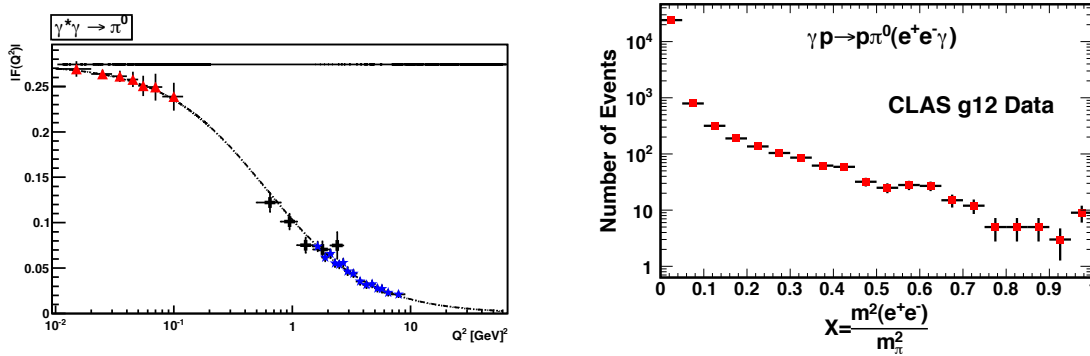 γ*γ → π⁰
|F(Q²)|
0.25
0.2
0.15
0.1
0.05
0
10⁻² 10⁻¹ 1 10
Q² [GeV]²
γp→pπ⁰(e⁺e⁻γ)
CLAS g12 Data
Number of Events
10⁴
10³
10²
10
1
0 0.1 0.2 0.3 0.4 0.5 0.6 0.7 0.8 0.9 1
X=m²(e⁺e⁻)/m²π